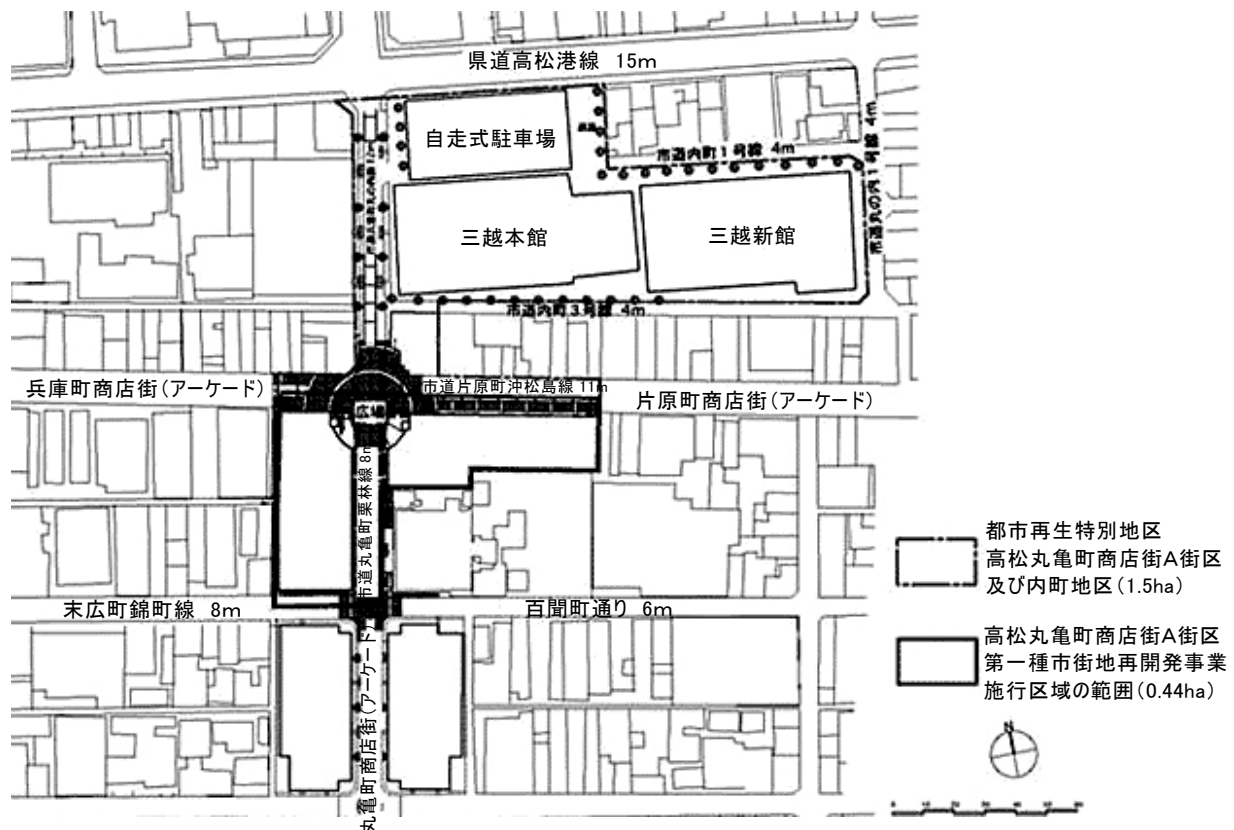 県道高松港線 15m
自走式駐車場
市道内町1号線 4m
市道丸の内1号線 4m
三越本館
三越新館
市道内町3号線 4m
兵庫町商店街(アーケード)
市道片原町沖松島線 11m
片原町商店街(アーケード)
広場
市道丸亀町栗林線 8m
末広町錦町線 8m
百聞町通り 6m
丸亀町商店街(アーケード)
都市再生特別地区
高松丸亀町商店街A街区
及び内町地区(1.5ha)
高松丸亀町商店街A街区
第一種市街地再開発事業
施行区域の範囲(0.44ha)
N